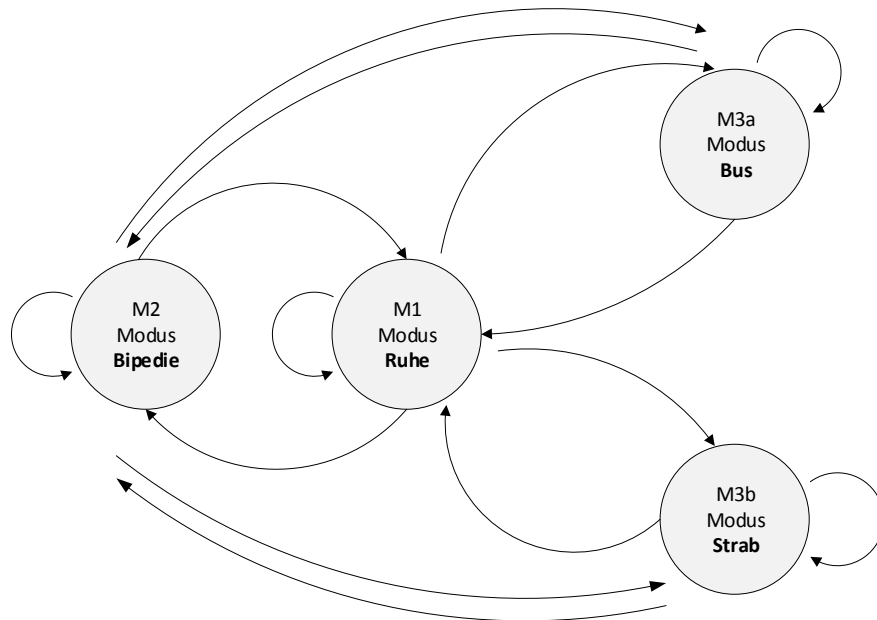 M3a
Modus
Bus
M2
Modus
Bipedie
M1
Modus
Ruhe
M3b
Modus
Strab